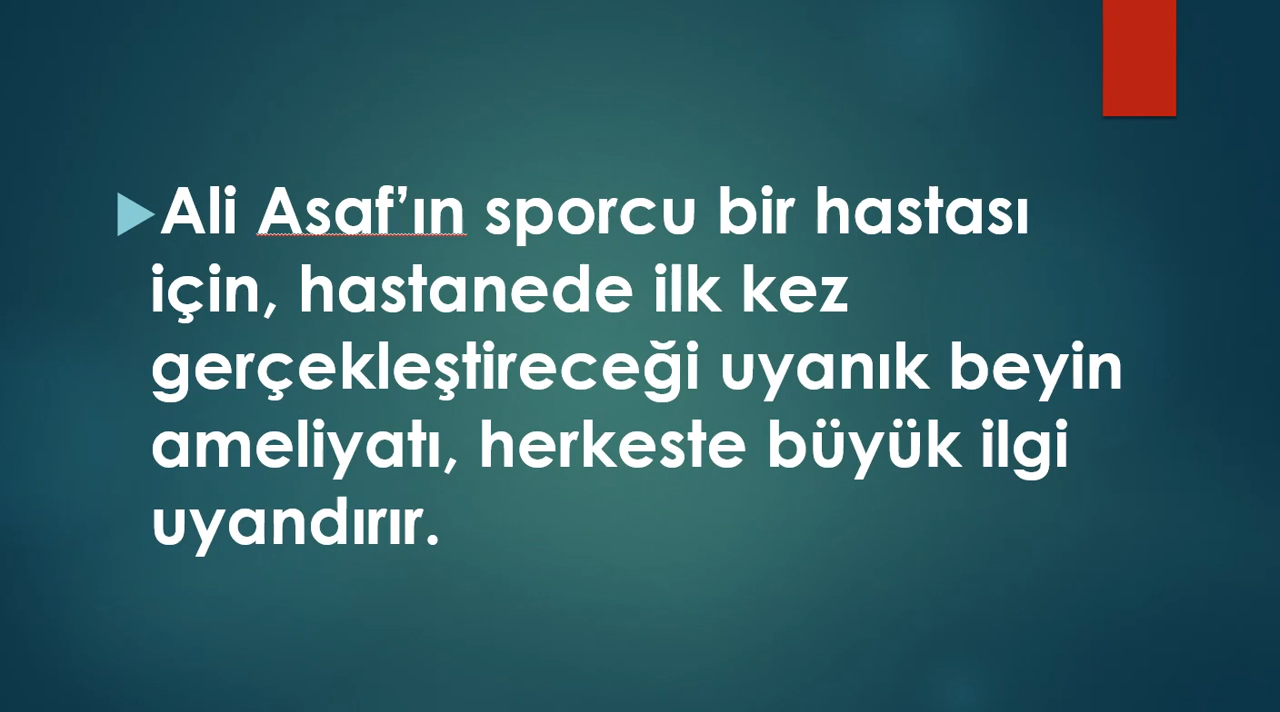 Ali Asaf’ın sporcu bir hastası
için, hastanede ilk kez
gerçekleştireceği uyanık beyin
ameliyatı, herkeste büyük ilgi
uyandırır.